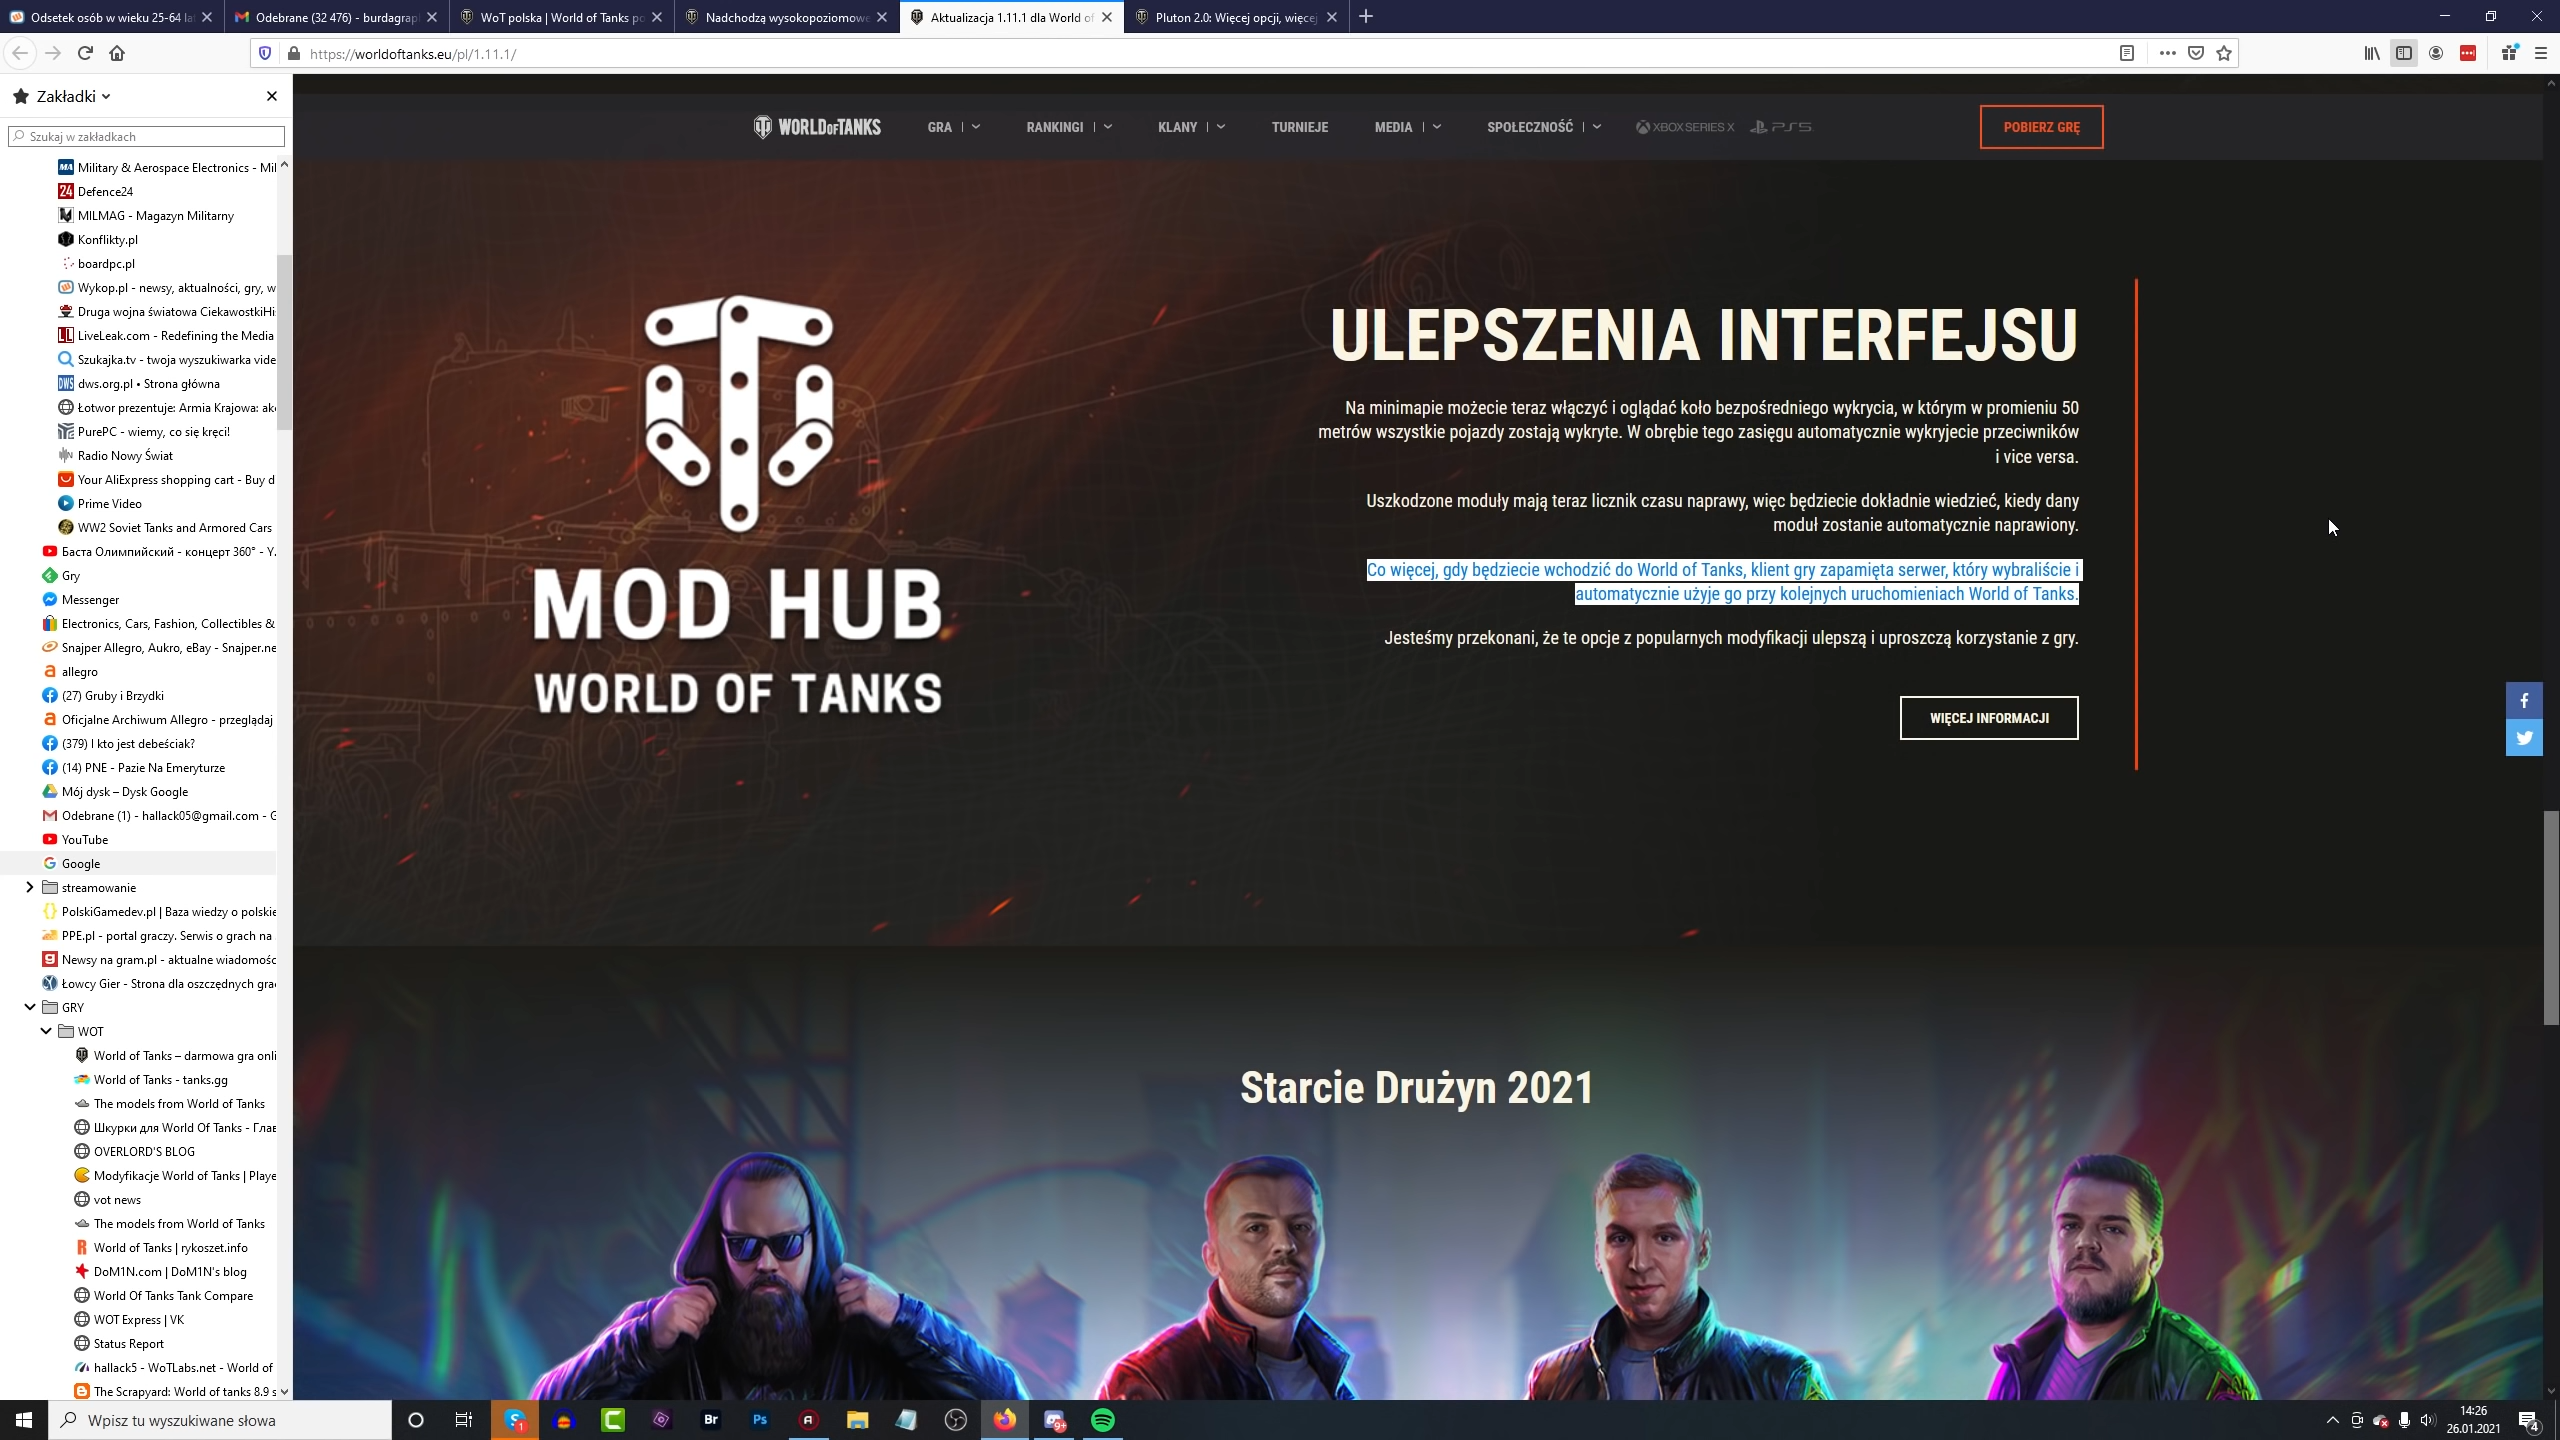 Odsetek osób w wieku 25-64 lat
Odebrane (32 476) - burdagrap
WoT polska | World of Tanks po
Nadchodzą wysokopoziomowe
Aktualizacja 1.11.1 dla World of
Pluton 2.0: Więcej opcji, więcej
https://worldoftanks.eu/pl/1.11.1/
Zakładki
Szukaj w zakładkach
Military & Aerospace Electronics - Mil
24 Defence24
MILMAG - Magazyn Militarny
Konflikty.pl
boardpc.pl
Wykop.pl - newsy, aktualności, gry, w
Druga wojna światowa CiekawostkiHi
LiveLeak.com - Redefining the Media
Szukajka.tv - twoja wyszukiwarka vide
DWS dws.org.pl • Strona główna
Łotwor prezentuje: Armia Krajowa: ak
PurePC - wiemy, co się kręci!
Radio Nowy Świat
Your AliExpress shopping cart - Buy d
Prime Video
WW2 Soviet Tanks and Armored Cars
Баста Олимпийский - концерт 360° - Y
Gry
Messenger
Electronics, Cars, Fashion, Collectibles &
Snajper Allegro, Aukro, eBay - Snajper.ne
allegro
(27) Gruby i Brzydki
Oficjalne Archiwum Allegro - przeglądaj
(379) I kto jest debeściak?
(14) PNE - Pazie Na Emeryturze
Mój dysk – Dysk Google
Odebrane (1) - hallack05@gmail.com - G
YouTube
Google
streamowanie
PolskiGamedev.pl | Baza wiedzy o polskie
PPE.pl - portal graczy. Serwis o grach na
Newsy na gram.pl - aktualne wiadomośc
Łowcy Gier - Strona dla oszczędnych gra
GRY
WOT
World of Tanks – darmowa gra onli
World of Tanks - tanks.gg
The models from World of Tanks
Шкурки для World Of Tanks - Глав
OVERLORD'S BLOG
Modyfikacje World of Tanks | Playe
vot news
The models from World of Tanks
World of Tanks | rykoszet.info
DoM1N.com | DoM1N's blog
World Of Tanks Tank Compare
WOT Express | VK
Status Report
hallack5 - WoTLabs.net - World of
The Scrapyard: World of tanks 8.9 s
WORLD OF TANKS
GRA
RANKINGI
KLANY
TURNIEJE
MEDIA
SPOŁECZNOŚĆ
XBOX SERIES X
PS5
POBIERZ GRĘ
MOD HUB
WORLD OF TANKS
ULEPSZENIA INTERFEJSU
Na minimapie możecie teraz włączyć i oglądać koło bezpośredniego wykrycia, w którym w promieniu 50
metrów wszystkie pojazdy zostają wykryte. W obrębie tego zasięgu automatycznie wykryjecie przeciwników
i vice versa.
Uszkodzone moduły mają teraz licznik czasu naprawy, więc będziecie dokładnie wiedzieć, kiedy dany
moduł zostanie automatycznie naprawiony.
Co więcej, gdy będziecie wchodzić do World of Tanks, klient gry zapamięta serwer, który wybraliście i
automatycznie użyje go przy kolejnych uruchomieniach World of Tanks.
Jesteśmy przekonani, że te opcje z popularnych modyfikacji ulepszą i uproszczą korzystanie z gry.
WIĘCEJ INFORMACJI
Starcie Drużyn 2021
Wpisz tu wyszukiwane słowa
Br
Ps
9+
14:26
26.01.2021
4